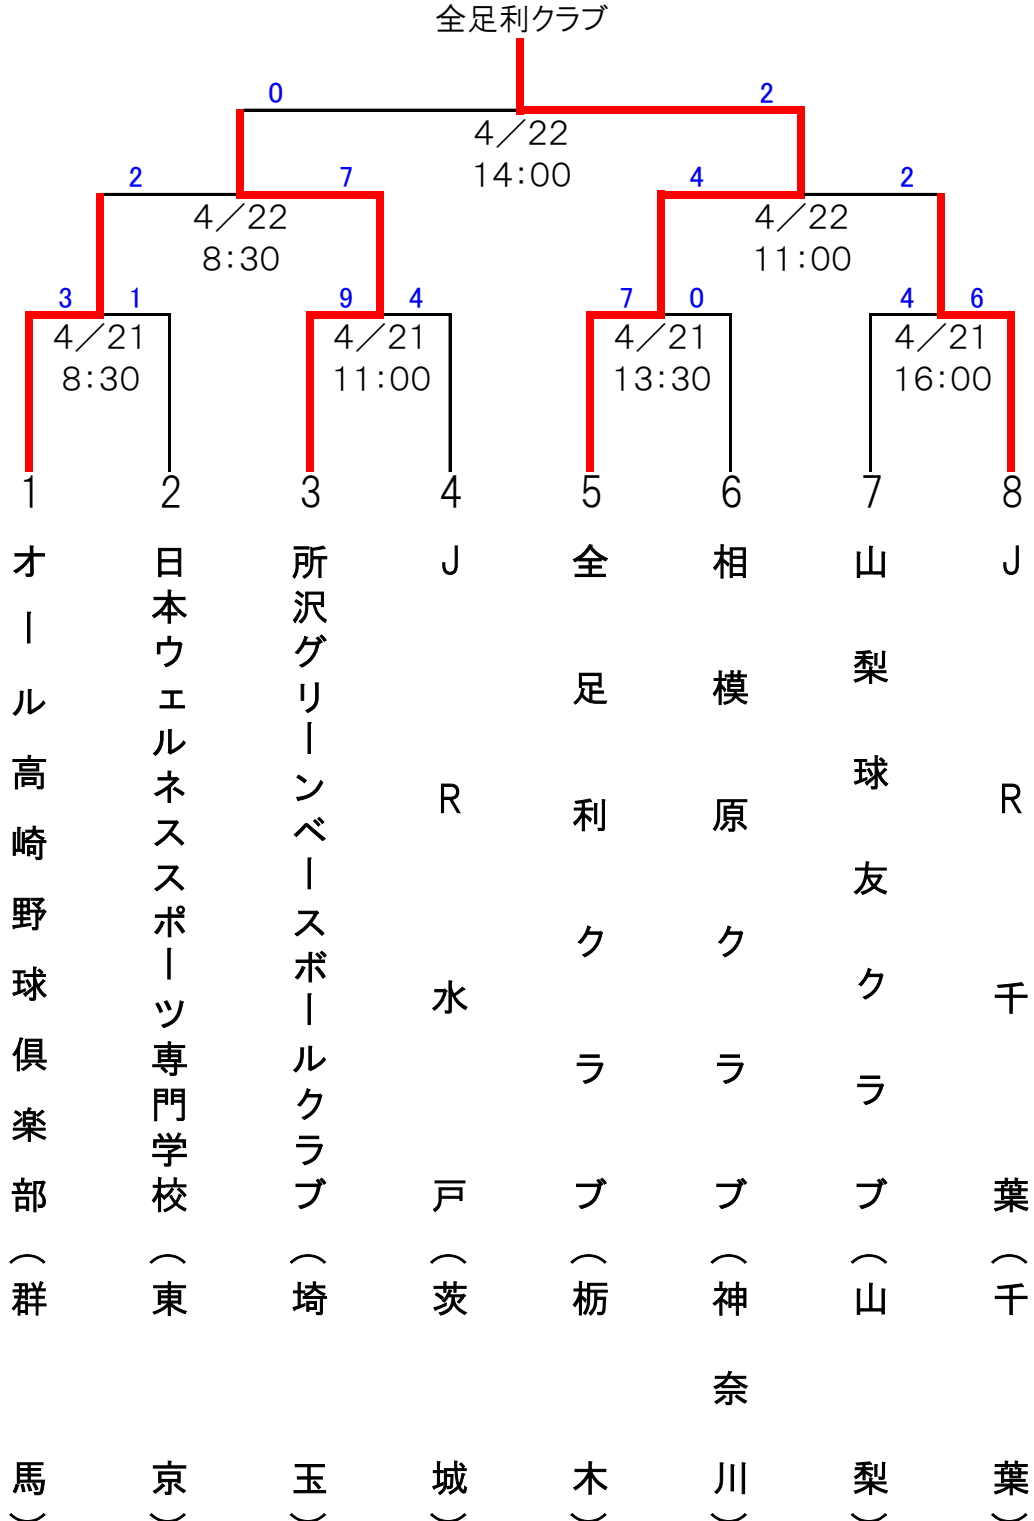 全足利クラブ
0 2
4/22
14:00
2 7 4 2
4/22 4/22
8:30 11:00
3 1 9 4 7 0 4 6
4/21 4/21 4/21 4/21
8:30 11:00 13:30 16:00
1 2 3 4 5 6 7 8
オール高崎野球倶楽部(群馬)
日本ウェルネススポーツ専門学校(東京)
所沢グリーンベースボールクラブ(埼玉)
JR水戸(茨城)
全足利クラブ(栃木)
相模原クラブ(神奈川)
山梨球友クラブ(山梨)
JR千葉(千葉)